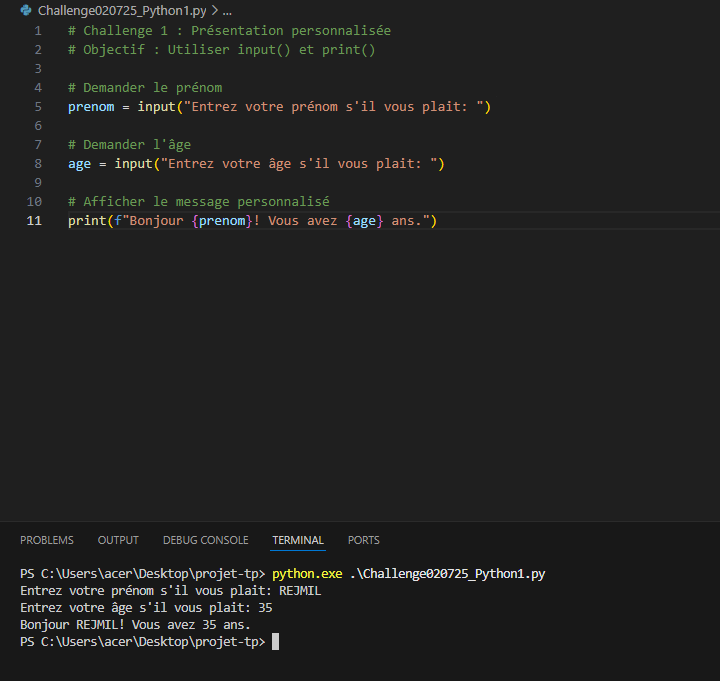 Challenge020725_Python1.py > ...
1 # Challenge 1 : Présentation personnalisée
2 # Objectif : Utiliser input() et print()
3
4 # Demander le prénom
5 prenom = input("Entrez votre prénom s'il vous plait: ")
6
7 # Demander l'âge
8 age = input("Entrez votre âge s'il vous plait: ")
9
10 # Afficher le message personnalisé
11 print(f"Bonjour {prenom}! Vous avez {age} ans.")
PROBLEMS OUTPUT DEBUG CONSOLE TERMINAL PORTS
PS C:\Users\acer\Desktop\projet-tp> python.exe .\Challenge020725_Python1.py
Entrez votre prénom s'il vous plait: REJMIL
Entrez votre âge s'il vous plait: 35
Bonjour REJMIL! Vous avez 35 ans.
PS C:\Users\acer\Desktop\projet-tp>